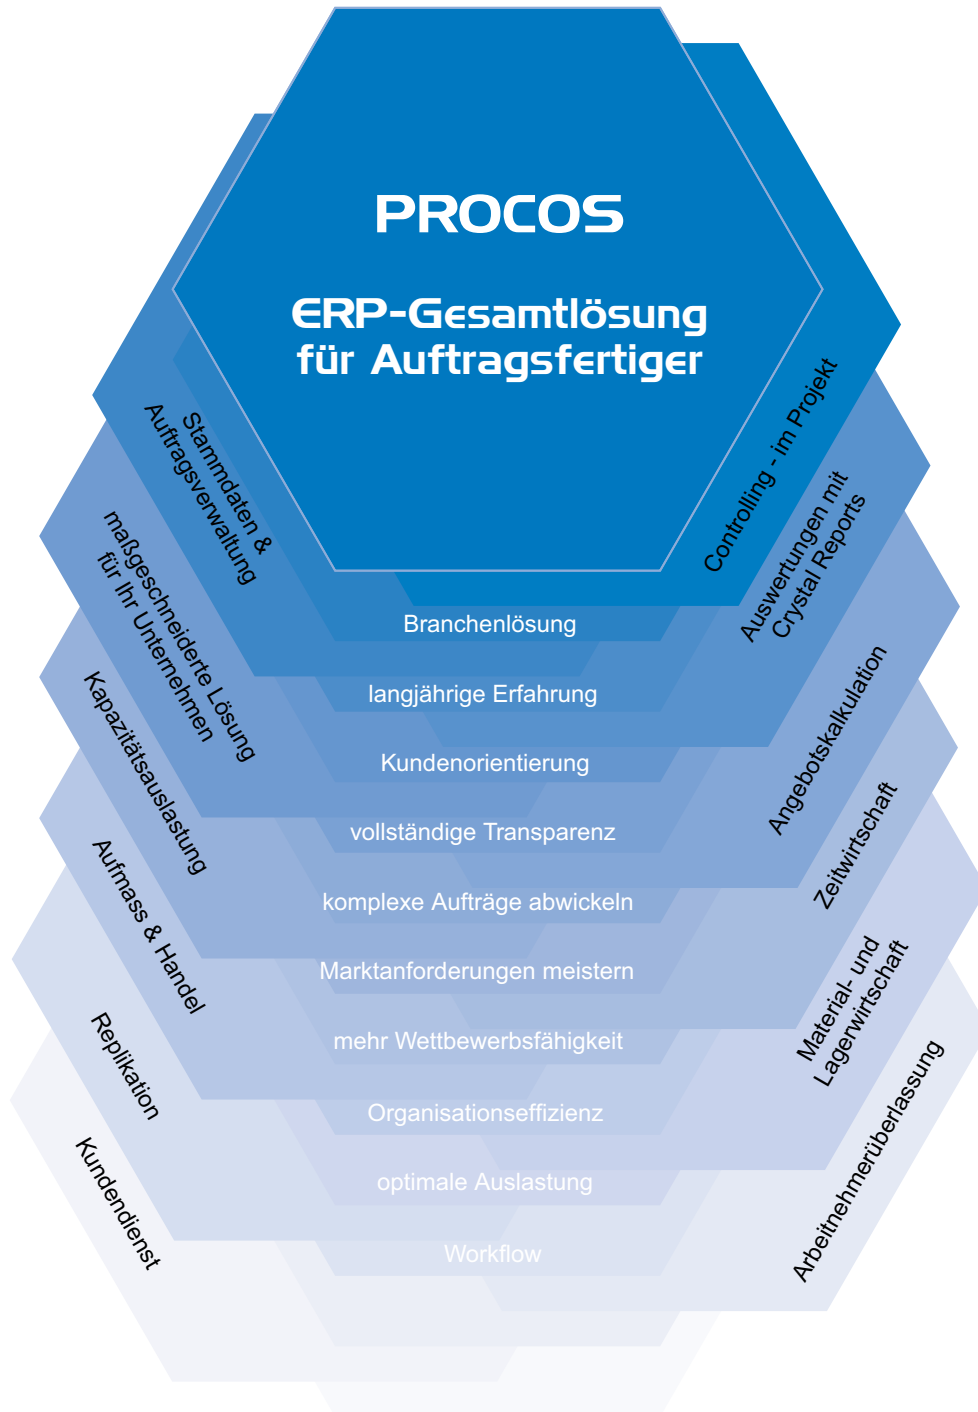 PROCOS
ERP-Gesamtlösung
für Auftragsfertiger
Stammdaten &
Auftragsverwaltung
maßgeschneiderte Lösung
für Ihr Unternehmen
Kapazitätsauslastung
Aufmass & Handel
Replikation
Kundendienst
Branchenlösung
langjährige Erfahrung
Kundenorientierung
vollständige Transparenz
komplexe Aufträge abwickeln
Marktanforderungen meistern
mehr Wettbewerbsfähigkeit
Organisationseffizienz
optimale Auslastung
Workflow
Controlling - im Projekt
Auswertungen mit
Crystal Reports
Angebotskalkulation
Zeitwirtschaft
Material- und
Lagerwirtschaft
Arbeitnehmerüberlassung